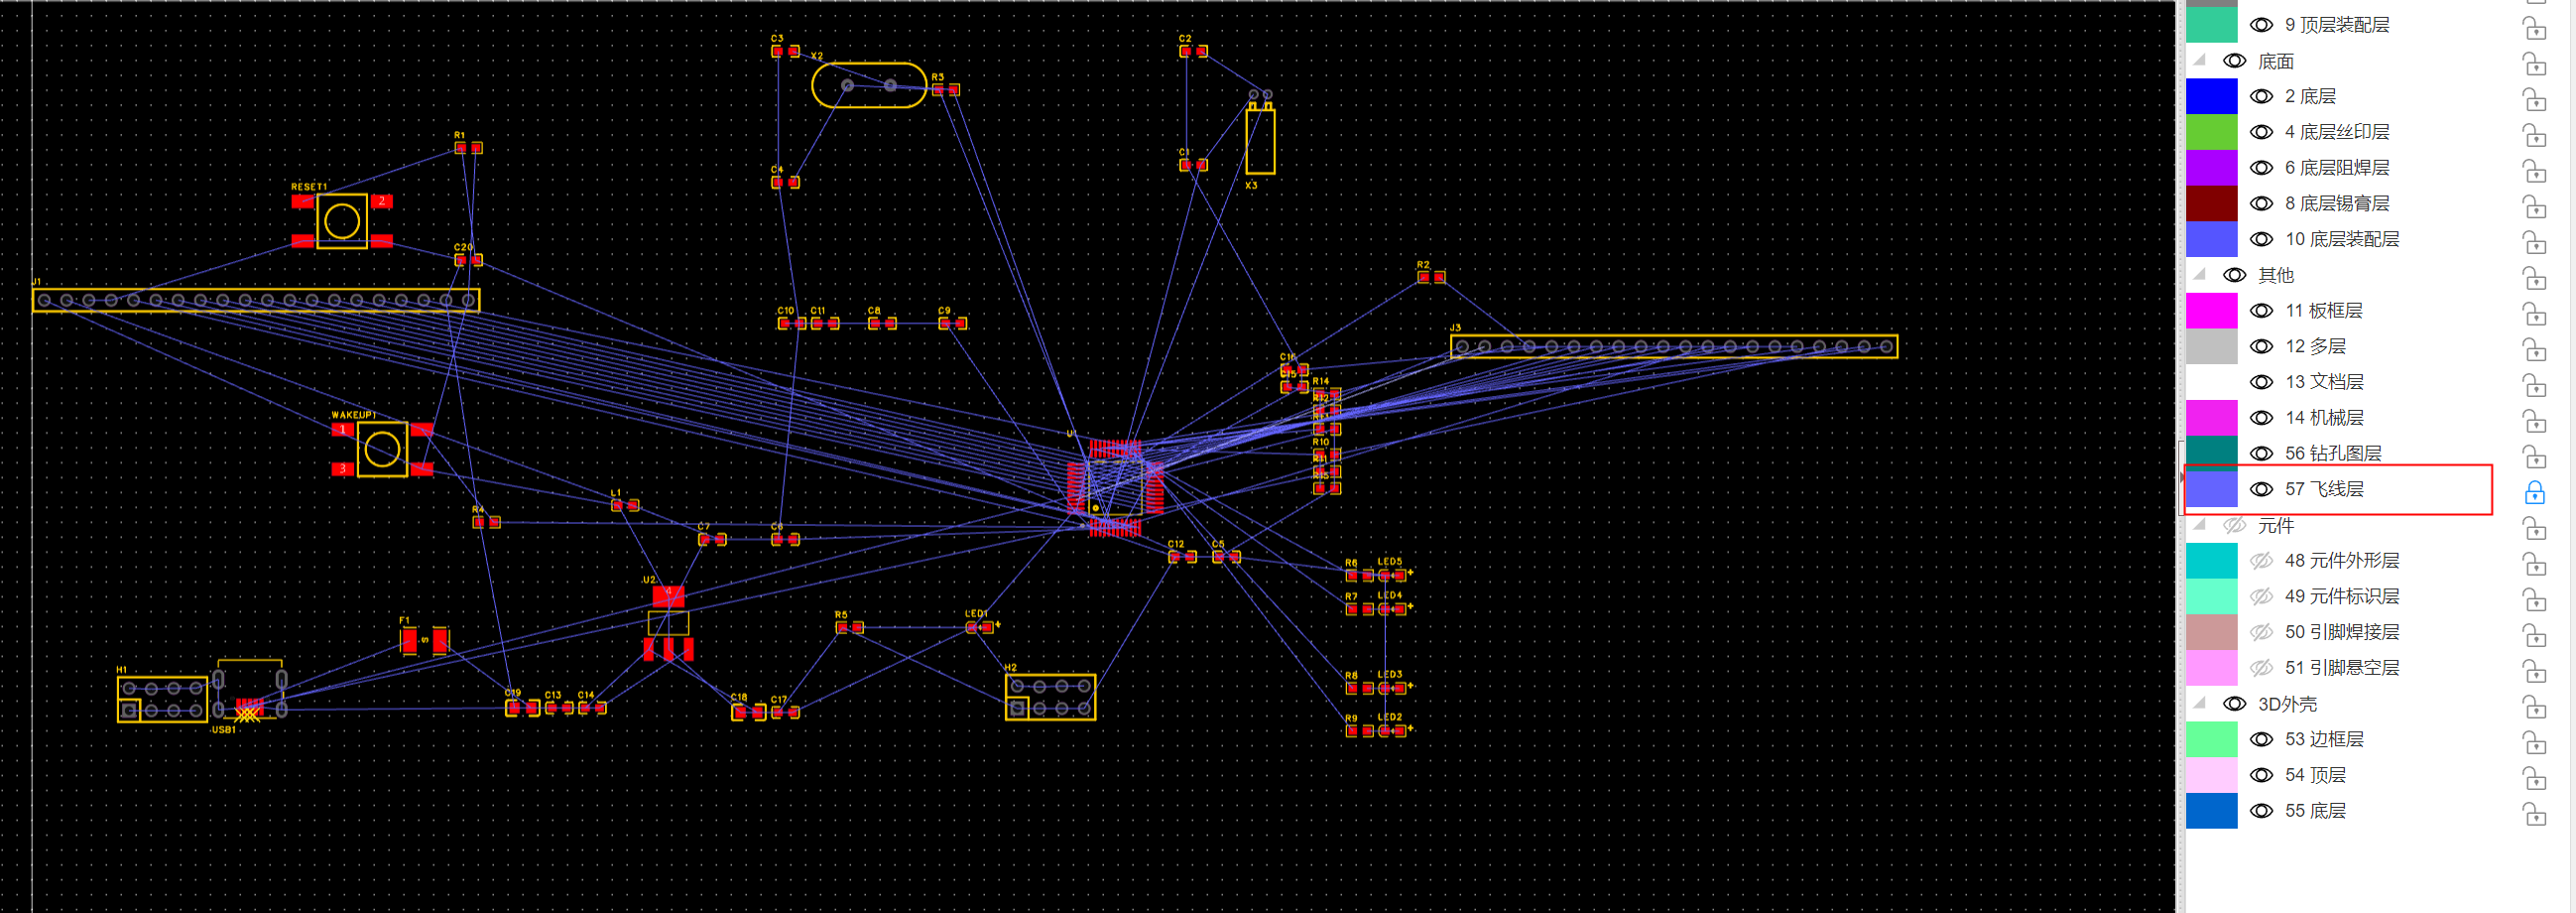 C3
X2
R3
C2
R1
C4
C1
X3
RESET1
2
C20
R2
J1
C10
C11
C8
C9
J3
C16
R14
R12
WAKEUP1
1
3
R10
R11
R15
L1
R4
C7
C6
C12
C5
U2
4
R6
LED5
+
R7
LED4
+
F1
S
R5
LED1
+
H1
USB1
C19
C13
C14
C18
C17
H2
R8
LED3
+
R9
LED2
+
9 顶层装配层
底面
2 底层
4 底层丝印层
6 底层阻焊层
8 底层锡膏层
10 底层装配层
其他
11 板框层
12 多层
13 文档层
14 机械层
56 钻孔图层
57 飞线层
元件
48 元件外形层
49 元件标识层
50 引脚焊接层
51 引脚悬空层
3D外壳
53 边框层
54 顶层
55 底层